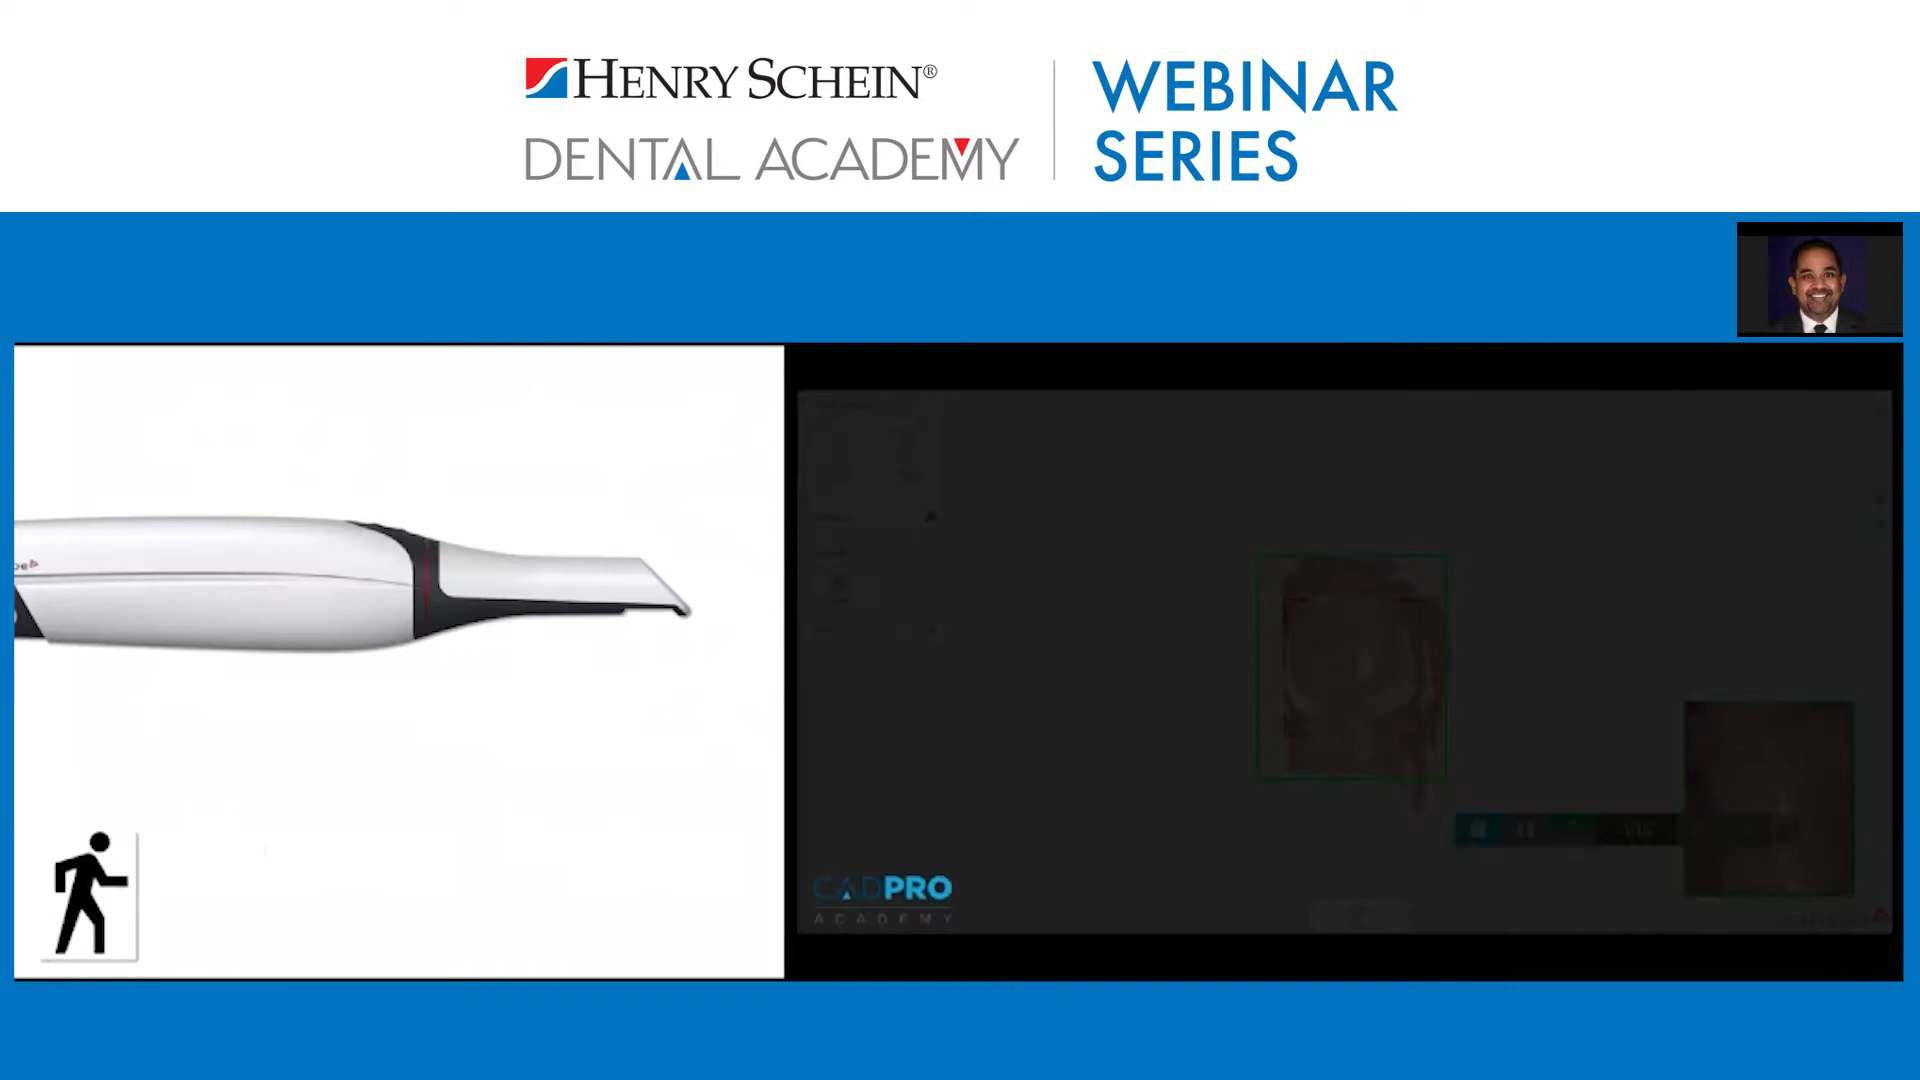 HENRY SCHEIN®
DENTAL ACADEMY
WEBINAR
SERIES
CADPRO
ACADEMY